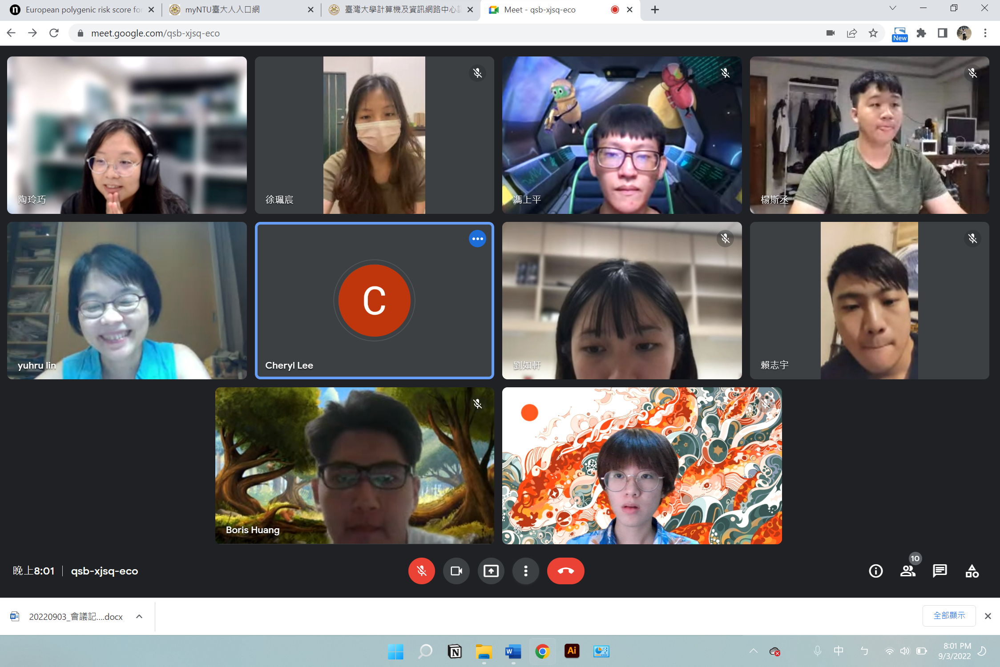 European polygenic risk score fo
myNTU臺大人入口網
臺灣大學計算機及資訊網路中心
Meet - qsb-xjsq-eco
meet.google.com/qsb-xjsq-eco
New
陶玲巧
徐珮宸
馮上平
楊斯丞
yuhru lin
C
Cheryl Lee
劉如軒
賴志宇
Boris Huang
你
晚上8:01
qsb-xjsq-eco
10
20220903_會議記....docx
全部顯示
Ai
中
ㄅ
8:01 PM
9/3/2022